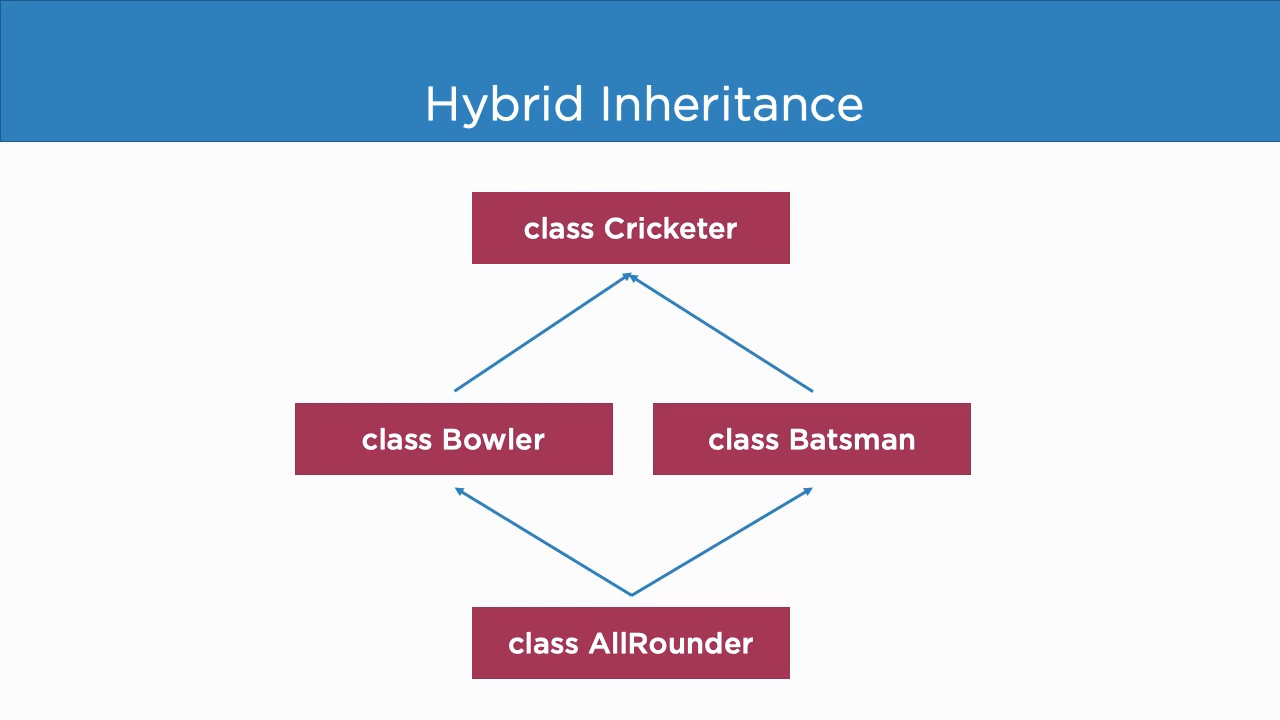 Hybrid Inheritance
class Cricketer
class Bowler
class Batsman
class AllRounder